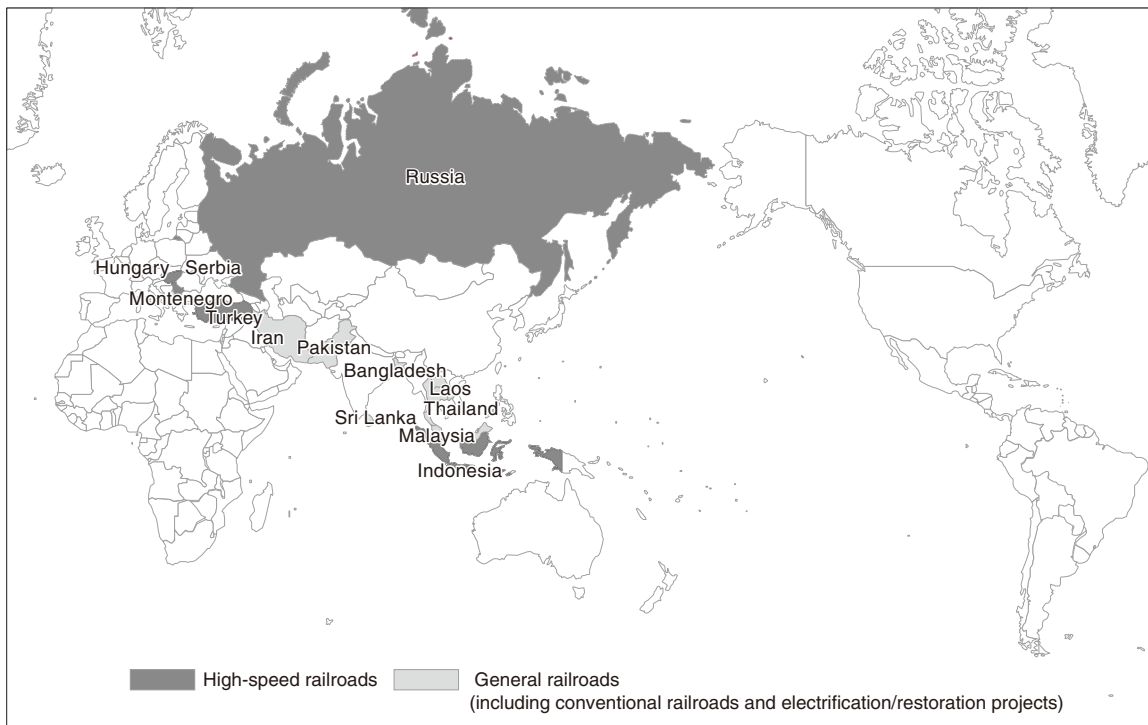 Russia
Hungary
Serbia
Montenegro
Turkey
Iran
Pakistan
Bangladesh
Laos
Thailand
Sri Lanka
Malaysia
Indonesia
High-speed railroads
General railroads
(including conventional railroads and electrification/restoration projects)